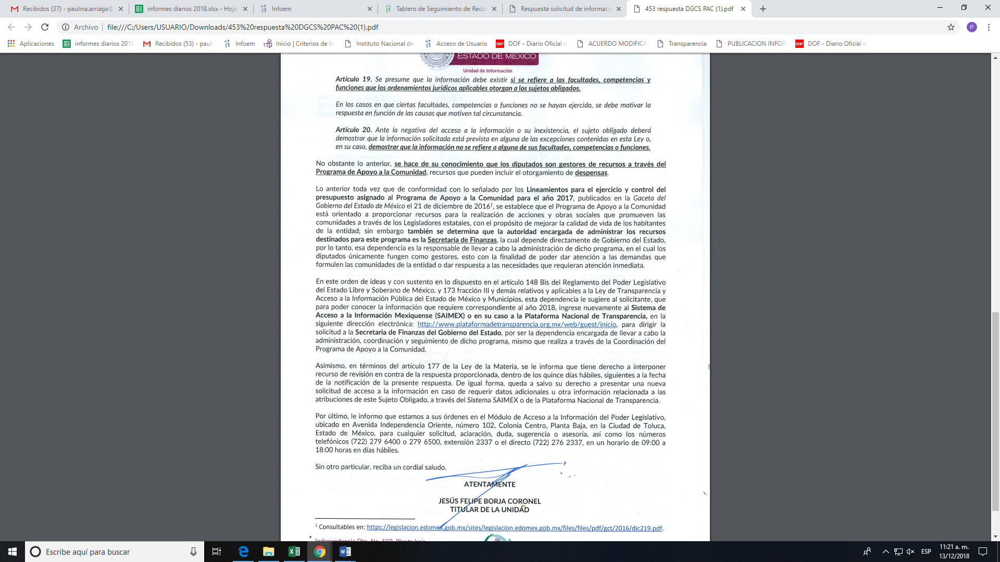 Recibidos (37) - paulina.arriaga@
informes diarios 2018.xlsx - Hoja
Infoem
Tablero de Seguimiento de Recur
Respuesta solicitud de informaci
453 respuesta DGCS PAC (1).pdf
Archivo
file:///C:/Users/USUARIO/Downloads/453%20respuesta%20DGCS%20PAC%20(1).pdf
P
Aplicaciones
informes diarios 2018
Recibidos (53) - pauli
Infoem
Inicio | Criterios de In
Instituto Nacional de
Acceso de Usuario
DOF - Diario Oficial d
ACUERDO MODIFICA
Transparencia
PUBLICACION INFOR
DOF - Diario Oficial d
ESTADO DE MÉXICO
Unidad de Información
Artículo 19. Se presume que la información debe existir si se refiere a las facultades, competencias y
funciones que los ordenamientos jurídicos aplicables otorgan a los sujetos obligados.
En los casos en que ciertas facultades, competencias o funciones no se hayan ejercido, se debe motivar la
respuesta en función de las causas que motiven tal circunstancia.
Artículo 20. Ante la negativa del acceso a la información o su inexistencia, el sujeto obligado deberá
demostrar que la información solicitada está prevista en alguna de las excepciones contenidas en esta Ley o,
en su caso, demostrar que la información no se refiere a alguna de sus facultades, competencias o funciones.
No obstante lo anterior, se hace de su conocimiento que los diputados son gestores de recursos a través del
Programa de Apoyo a la Comunidad, recursos que pueden incluir el otorgamiento de despensas.
Lo anterior toda vez que de conformidad con lo señalado por los Lineamientos para el ejercicio y control del
presupuesto asignado al Programa de Apoyo a la Comunidad para el año 2017, publicados en la Gaceta del
Gobierno del Estado de México el 21 de diciembre de 2016¹, se establece que el Programa de Apoyo a la Comunidad
está orientado a proporcionar recursos para la realización de acciones y obras sociales que promueven las
comunidades a través de los Legisladores estatales, con el propósito de mejorar la calidad de vida de los habitantes
de la entidad; sin embargo también se determina que la autoridad encargada de administrar los recursos
destinados para este programa es la Secretaría de Finanzas, la cual depende directamente de Gobierno del Estado,
por lo tanto, esa dependencia es la responsable de llevar a cabo la administración de dicho programa, en el cual los
diputados únicamente fungen como gestores, esto con la finalidad de poder dar atención a las demandas que
formulen las comunidades de la entidad o dar respuesta a las necesidades que requieran atención inmediata.
En este orden de ideas y con sustento en lo dispuesto en el artículo 148 Bis del Reglamento del Poder Legislativo
del Estado Libre y Soberano de México, y 173 fracción III y demás relativos y aplicables a la Ley de Transparencia y
Acceso a la Información Pública del Estado de México y Municipios, esta dependencia le sugiere al solicitante, que
para poder conocer la información que requiere correspondiente al año 2018, ingrese nuevamente al Sistema de
Acceso a la Información Mexiquense (SAIMEX) o en su caso a la Plataforma Nacional de Transparencia, en la
siguiente dirección electrónica: http://www.plataformadetransparencia.org.mx/web/guest/inicio, para dirigir la
solicitud a la Secretaria de Finanzas del Gobierno del Estado, por ser la dependencia encargada de llevar a cabo la
administración, coordinación y seguimiento de dicho programa, mismo que realiza a través de la Coordinación del
Programa de Apoyo a la Comunidad.
Asimismo, en términos del artículo 177 de la Ley de la Materia, se le informa que tiene derecho a interponer
recurso de revisión en contra de la respuesta proporcionada, dentro de los quince días hábiles, siguientes a la fecha
de la notificación de la presente respuesta. De igual forma, queda a salvo su derecho a presentar una nueva
solicitud de acceso a la información en caso de requerir datos adicionales u otra información relacionada a las
atribuciones de este Sujeto Obligado, a través del Sistema SAIMEX o de la Plataforma Nacional de Transparencia.
Por último, le informo que estamos a sus órdenes en el Módulo de Acceso a la Información del Poder Legislativo,
ubicado en Avenida Independencia Oriente, número 102, Colonia Centro, Planta Baja, en la Ciudad de Toluca,
Estado de México, para cualquier solicitud, aclaración, duda, sugerencia o asesoría, así como los números
telefónicos (722) 279 6400 o 279 6500, extensión 2337 o el directo (722) 276 2337, en un horario de 09:00 a
18:00 horas en días hábiles.
Sin otro particular, reciba un cordial saludo.
ATENTAMENTE
JESÚS FELIPE BORJA CORONEL
TITULAR DE LA UNIDAD
¹ Consultables en: https://legislacion.edomex.gob.mx/sites/legislacion.edomex.gob.mx/files/files/pdf/gct/2016/dic219.pdf.
Independencia Ote. No. 102, Planta baja
Escribe aquí para buscar
ESP
11:21 a. m.
13/12/2018